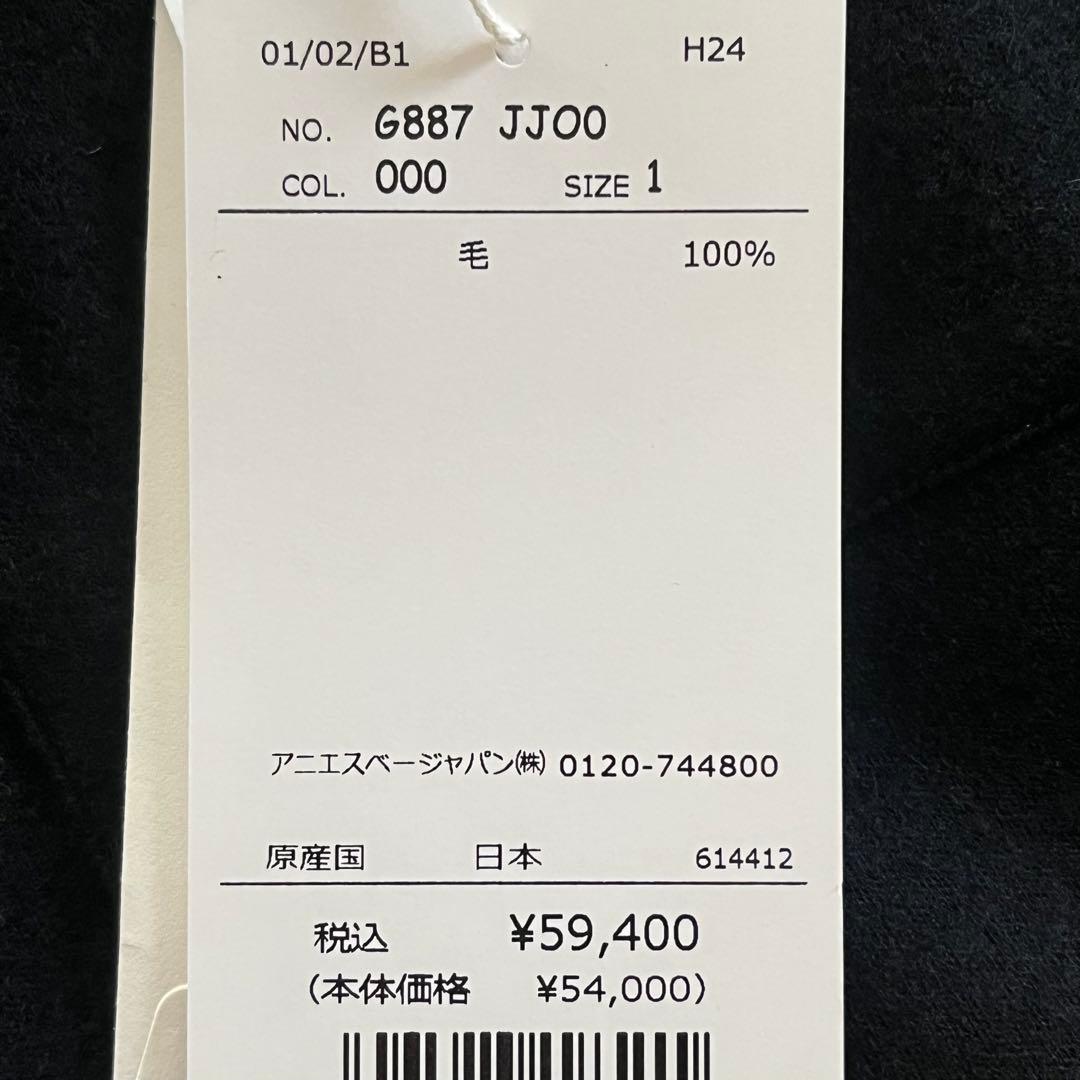 01/02/B1 H24
NO. G887 JJ00
COL. 000 SIZE 1
毛 100%
アニエスベージャパン㈱ 0120-744800
原産国 日本 614412
税込 ¥59,400
(本体価格 ¥54,000)